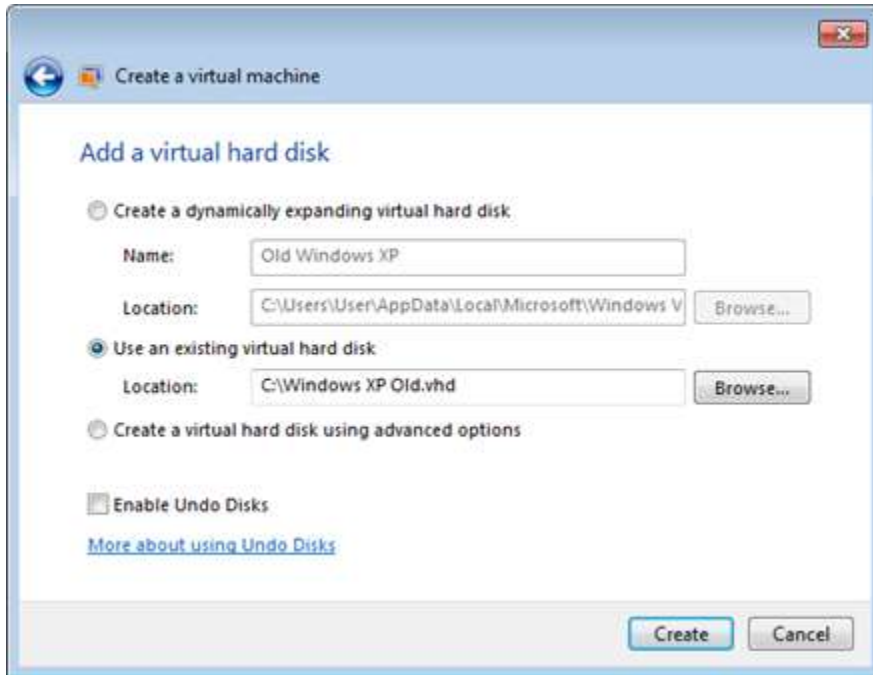 Create a virtual machine
Add a virtual hard disk
Create a dynamically expanding virtual hard disk
Name: Old Windows XP
Location: C:\Users\User\AppData\Local\Microsoft\Windows V Browse...
Use an existing virtual hard disk
Location: C:\Windows XP Old.vhd Browse...
Create a virtual hard disk using advanced options
Enable Undo Disks
More about using Undo Disks
Create Cancel